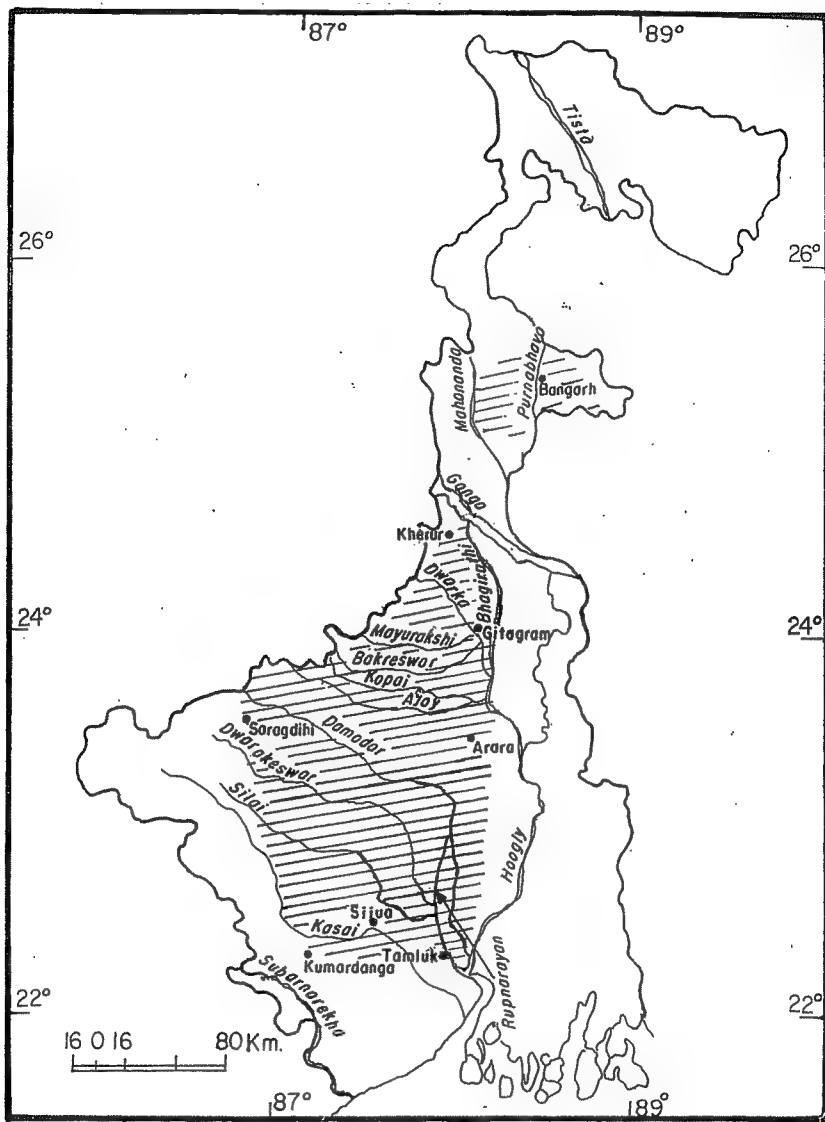 87°
89°
Tista
26°
26°
Mahananda
Purnabhava
Bangarh
Ganga
Kherur
Bhagirathi
Dwarka
24°
24°
Gitagram
Mayurakshi
Bakreswar
Kopai
Ajoy
Saragdihi
Damodar
Arara
Dwarakeswar
Silai
Hoogly
Sijua
Kasai
Tamluk
Kumardanga
Rupnarayan
Subarnarekha
22°
22°
16 0 16 80 Km.
87°
89°